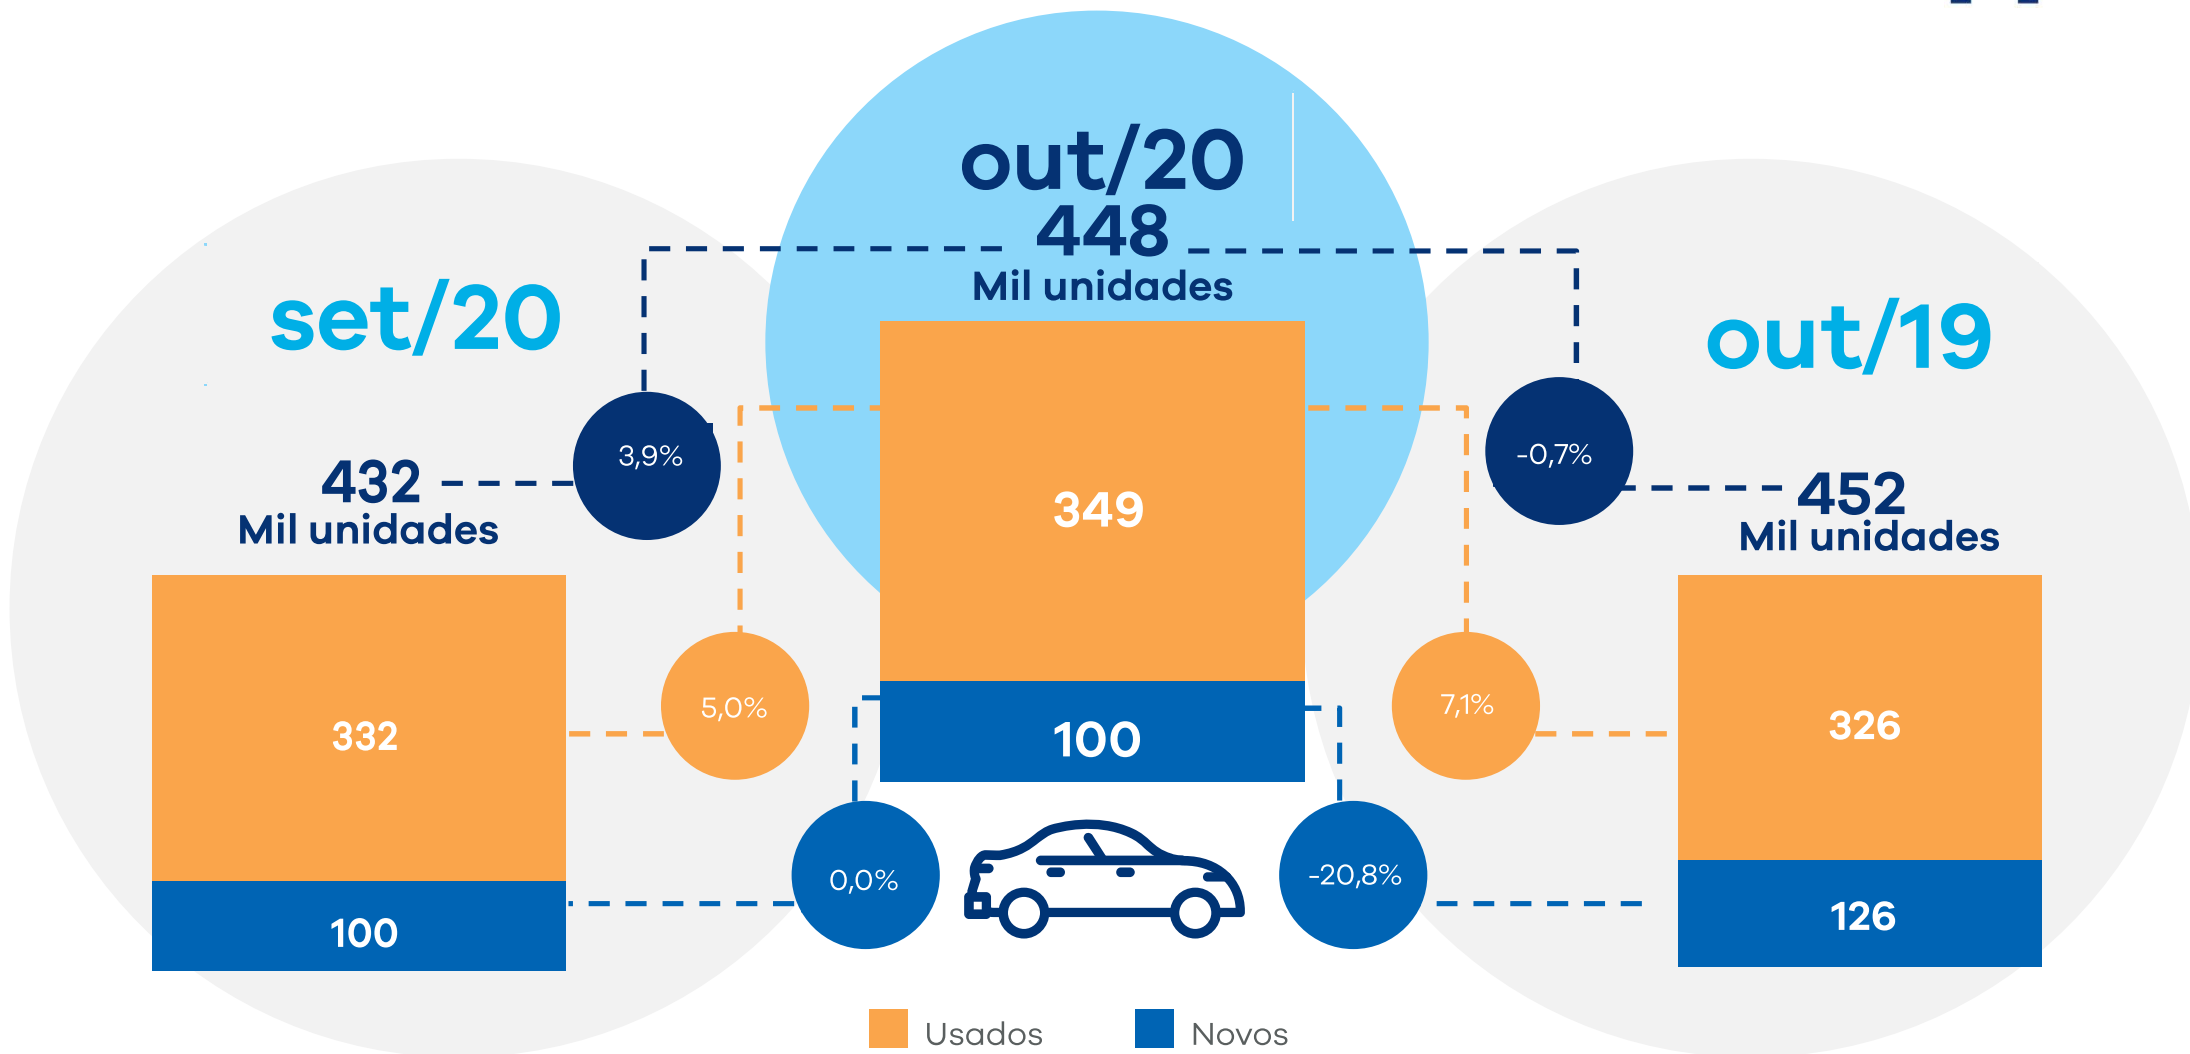 out/20
448
Mil unidades
set/20
out/19
3,9%
-0,7%
432
Mil unidades
452
Mil unidades
349
332
5,0%
7,1%
326
100
0,0%
-20,8%
100
126
Usados
Novos